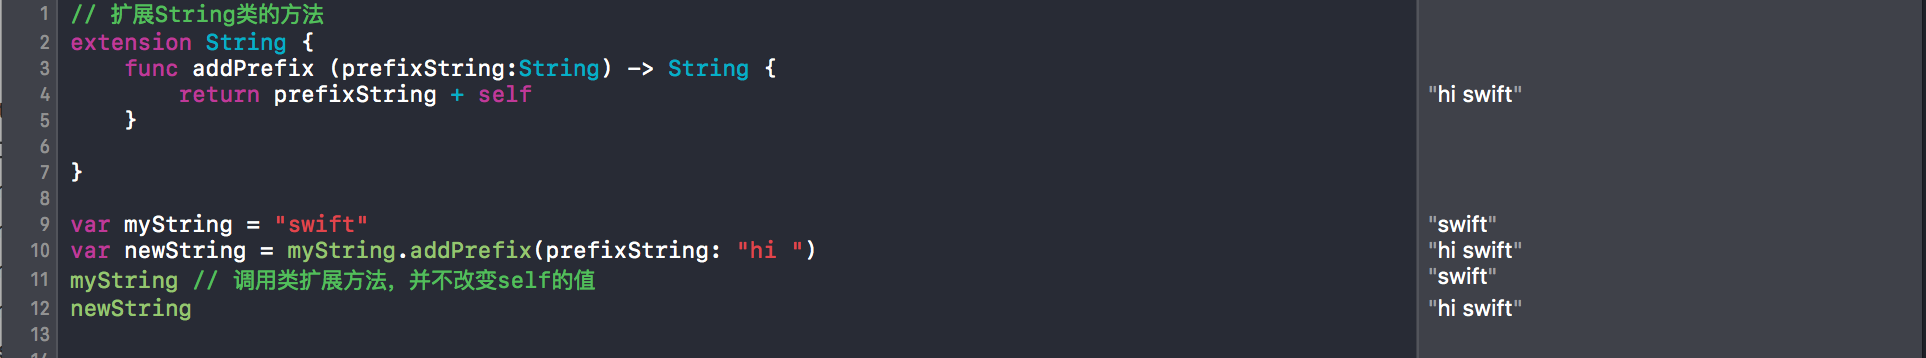 1 // 扩展String类的方法
2 extension String {
3 func addPrefix (prefixString:String) -> String {
4 return prefixString + self "hi swift"
5 }
6
7 }
8
9 var myString = "swift" "swift"
10 var newString = myString.addPrefix(prefixString: "hi ") "hi swift"
11 myString // 调用类扩展方法，并不改变self的值 "swift"
12 newString "hi swift"
13